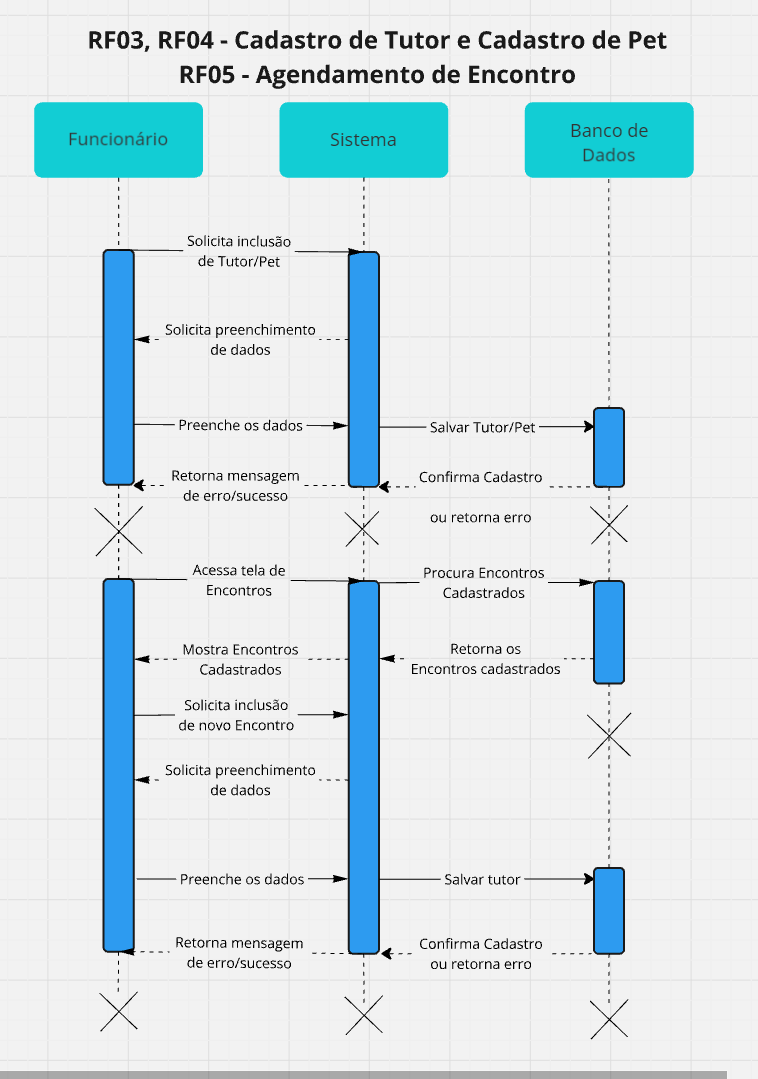 RF03, RF04 - Cadastro de Tutor e Cadastro de Pet
RF05 - Agendamento de Encontro
Funcionário
Sistema
Banco de
Dados
Solicita inclusão
de Tutor/Pet
Solicita preenchimento
de dados
Preenche os dados
Salvar Tutor/Pet
Retorna mensagem
de erro/sucesso
Confirma Cadastro
ou retorna erro
Acessa tela de
Encontros
Procura Encontros
Cadastrados
Mostra Encontros
Cadastrados
Retorna os
Encontros cadastrados
Solicita inclusão
de novo Encontro
Solicita preenchimento
de dados
Preenche os dados
Salvar tutor
Retorna mensagem
de erro/sucesso
Confirma Cadastro
ou retorna erro